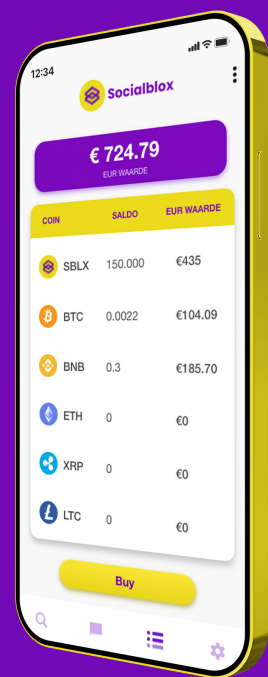 12:34
Socialblox
€ 724.79
EUR WAARDE
COIN SALDO EUR WAARDE
SBLX 150.000 €435
BTC 0.0022 €104.09
BNB 0.3 €185.70
ETH 0 €0
XRP 0 €0
LTC 0 €0
Buy